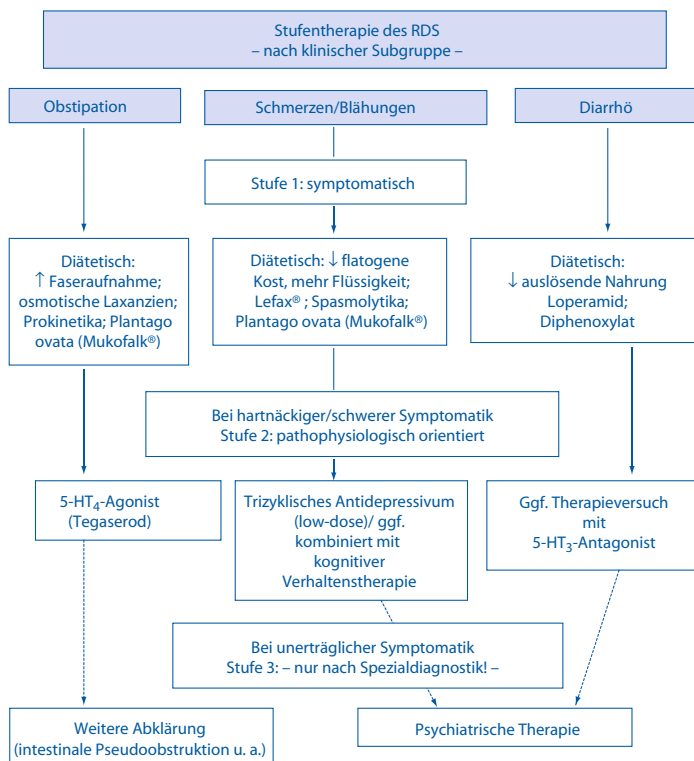 Stufentherapie des RDS
– nach klinischer Subgruppe –
Obstipation
Schmerzen/Blähungen
Diarrhö
Stufe 1: symptomatisch
Diätetisch:
↑ Faseraufnahme;
osmotische Laxanzien;
Prokinetika; Plantago
ovata (Mukofalk®)
Diätetisch: ↓ flatogene
Kost, mehr Flüssigkeit;
Lefax® ; Spasmolytika;
Plantago ovata (Mukofalk®)
Diätetisch:
↓ auslösende Nahrung
Loperamid;
Diphenoxylat
Bei hartnäckiger/schwerer Symptomatik
Stufe 2: pathophysiologisch orientiert
5-HT₄-Agonist
(Tegaserod)
Trizyklisches Antidepressivum
(low-dose)/ ggf.
kombiniert mit
kognitiver
Verhaltenstherapie
Ggf. Therapieversuch
mit
5-HT₃-Antagonist
Bei unerträglicher Symptomatik
Stufe 3: – nur nach Spezialdiagnostik! –
Weitere Abklärung
(intestinale Pseudoobstruktion u. a.)
Psychiatrische Therapie